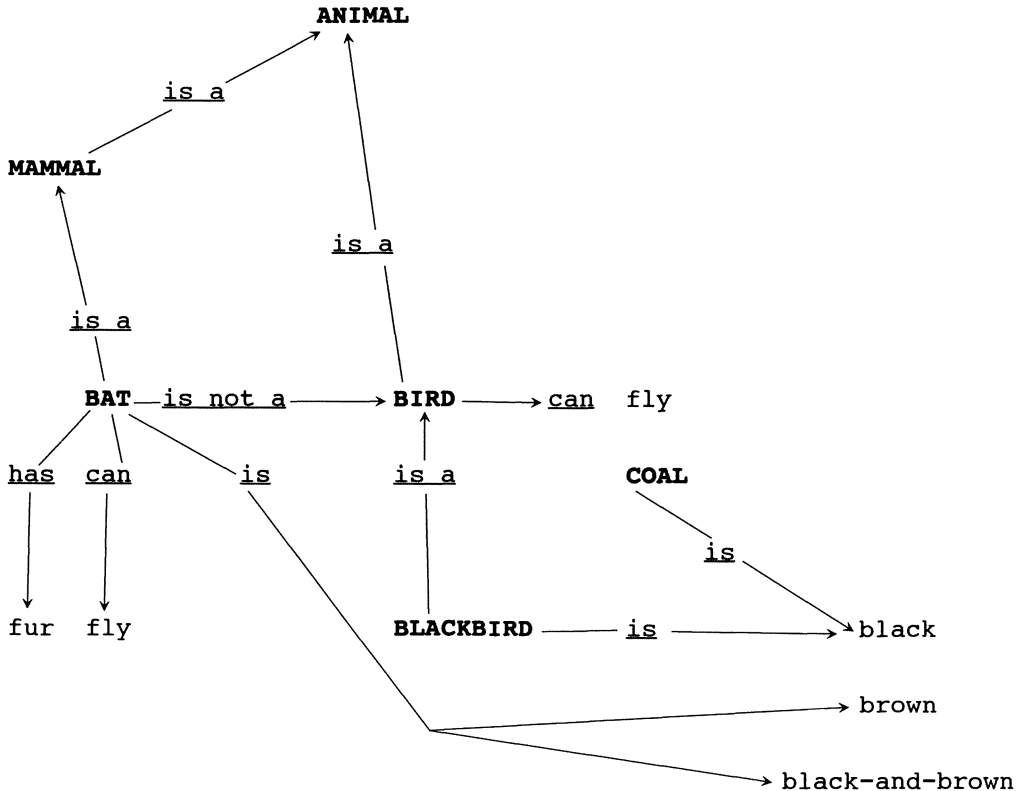 ANIMAL
is a
MAMMAL
is a
is a
BAT is not a BIRD can fly
has can is is a COAL
is
fur fly BLACKBIRD is black
brown
black-and-brown